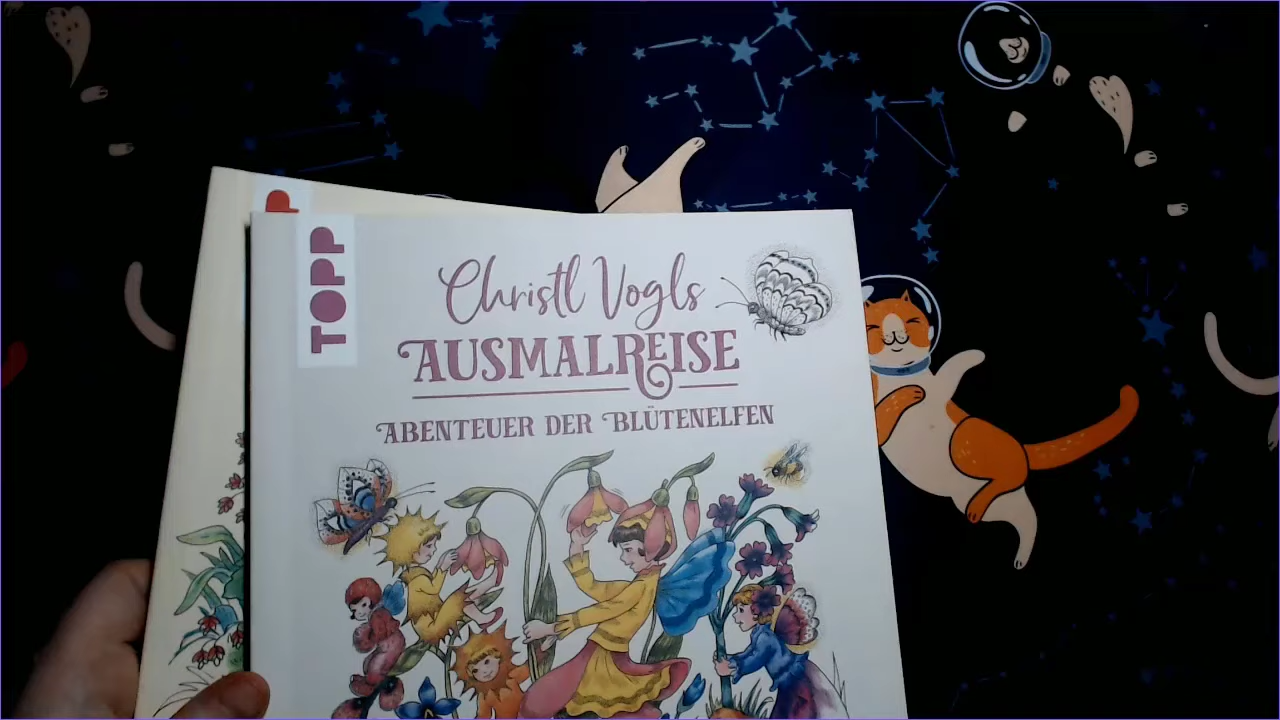 P
TOPP
Christl Vogls
AUSMALREISE
ABENTEUER DER BLÜTENELFEN